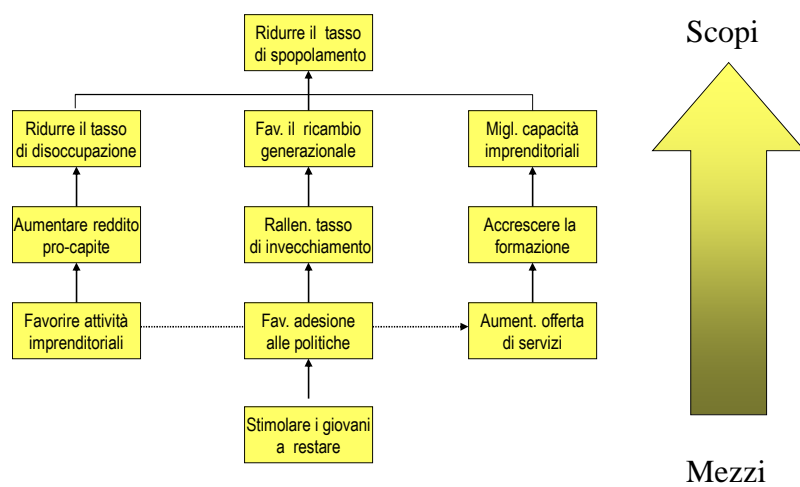 Ridurre il tasso
di spopolamento
Scopi
Ridurre il tasso
di disoccupazione
Fav. il ricambio
generazionale
Migl. capacità
imprenditoriali
Aumentare reddito
pro-capite
Rallen. tasso
di invecchiamento
Accrescere la
formazione
Favorire attività
imprenditoriali
Fav. adesione
alle politiche
Aument. offerta
di servizi
Stimolare i giovani
a restare
Mezzi